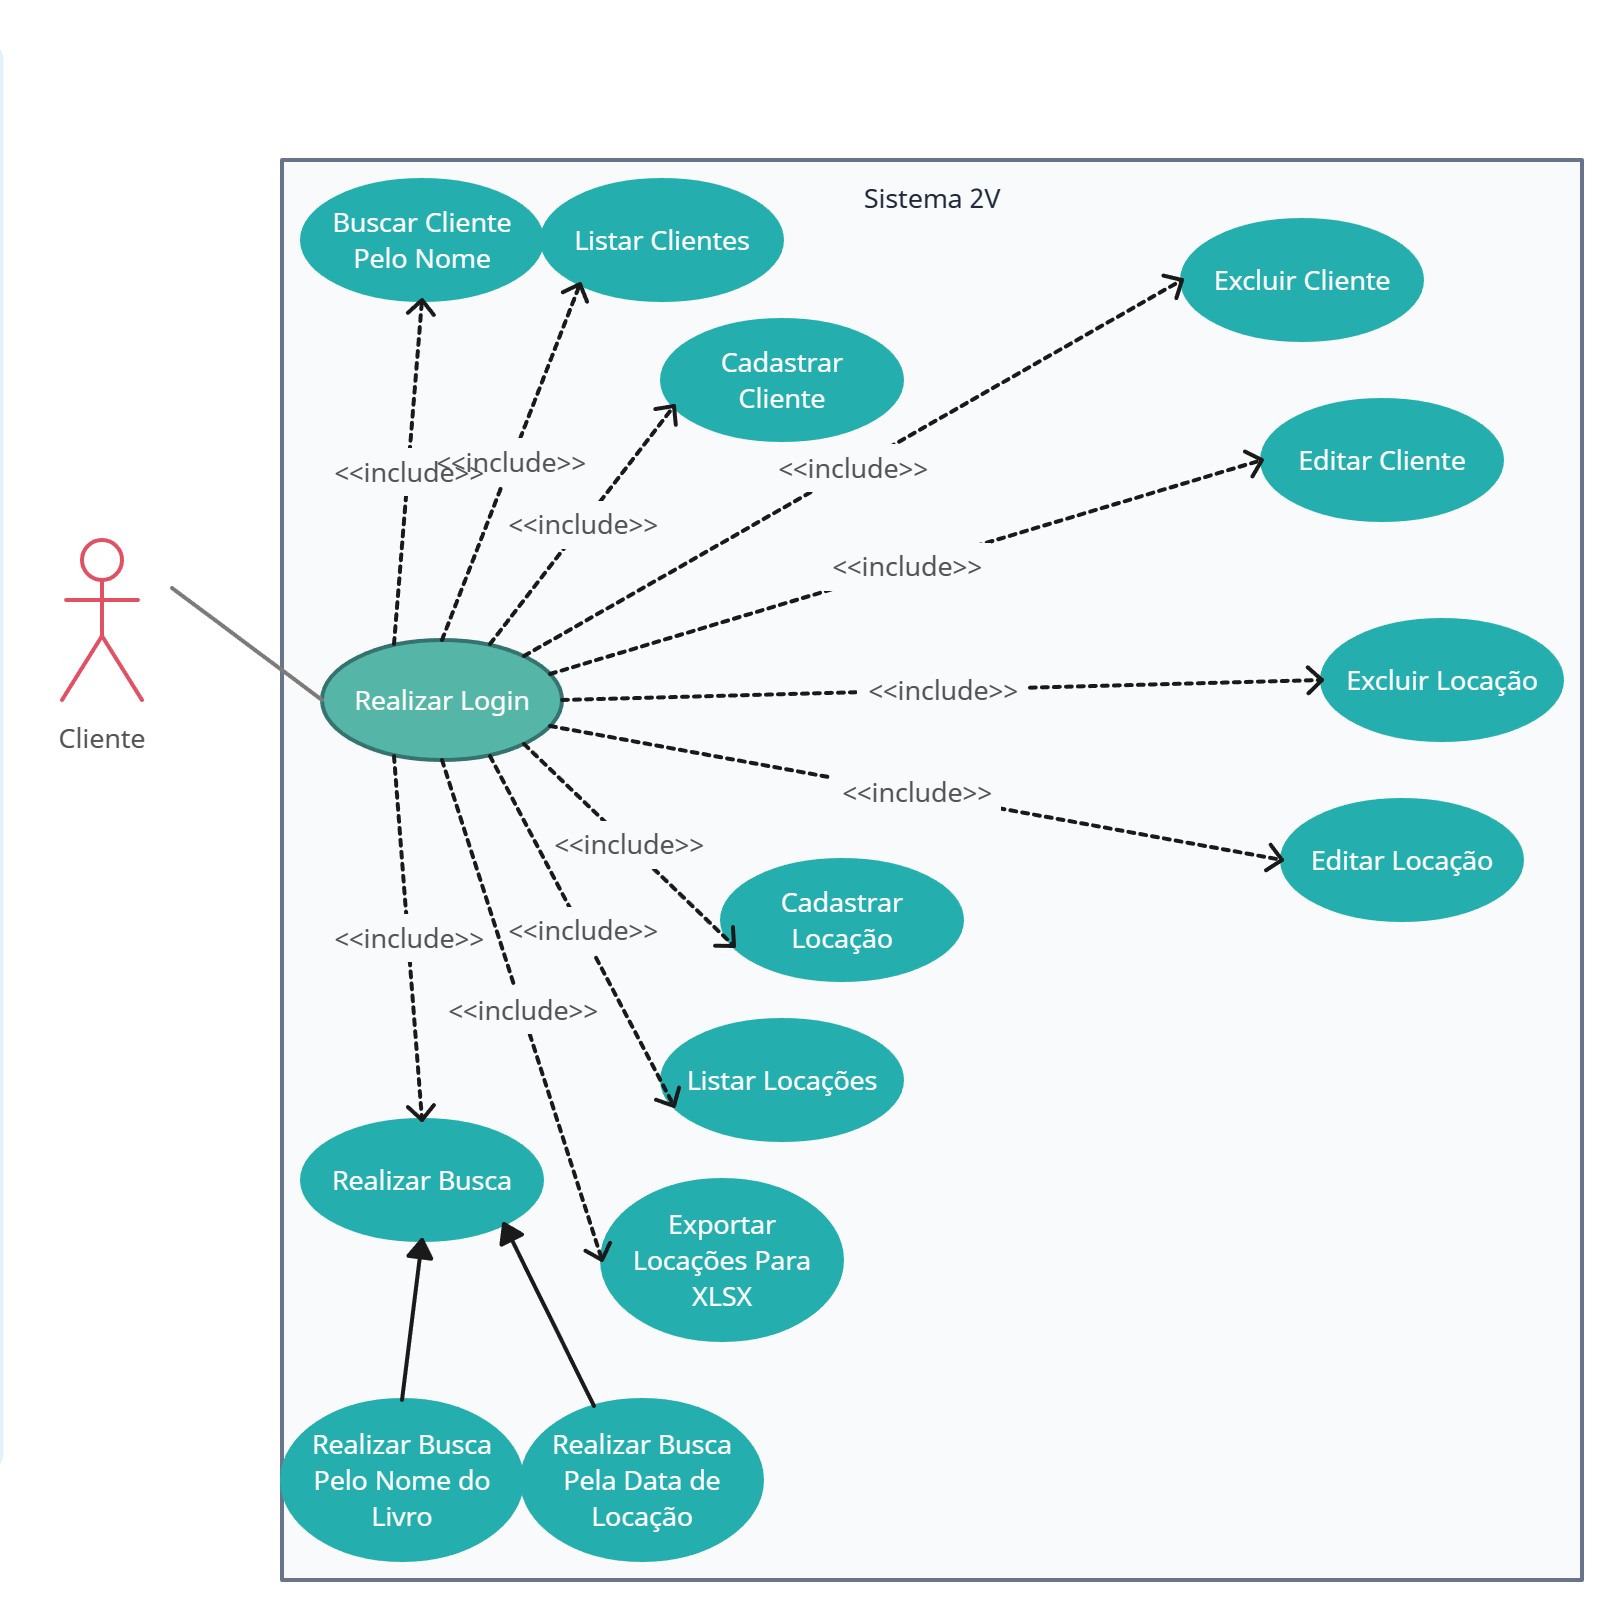 Sistema 2V
Buscar Cliente
Pelo Nome
Listar Clientes
Excluir Cliente
Cadastrar
Cliente
Editar Cliente
<<include>>
<<include>>
<<include>>
<<include>>
<<include>>
Cliente
Realizar Login
<<include>>
Excluir Locação
<<include>>
Editar Locação
<<include>>
Cadastrar
Locação
<<include>>
<<include>>
<<include>>
Listar Locações
Realizar Busca
Exportar
Locações Para
XLSX
Realizar Busca
Pelo Nome do
Livro
Realizar Busca
Pela Data de
Locação